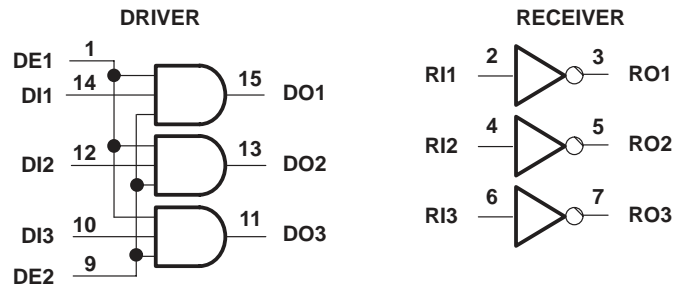 DRIVER
DE1 1
DI1 14 15 DO1
DI2 12 13 DO2
DI3 10 11 DO3
DE2 9
RECEIVER
RI1 2 3 RO1
RI2 4 5 RO2
RI3 6 7 RO3